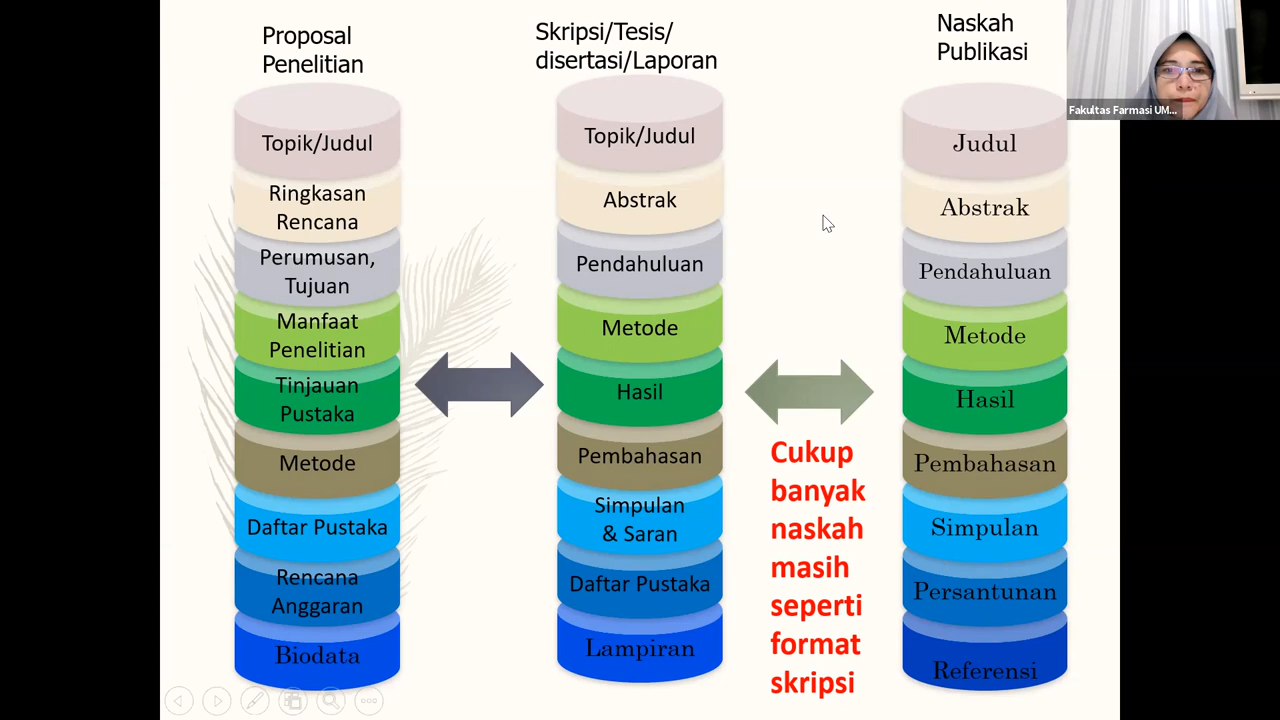 Proposal
Penelitian
Topik/Judul
Ringkasan
Rencana
Perumusan,
Tujuan
Manfaat
Penelitian
Tinjauan
Pustaka
Metode
Daftar Pustaka
Rencana
Anggaran
Biodata
Skripsi/Tesis/
disertasi/Laporan
Topik/Judul
Abstrak
Pendahuluan
Metode
Hasil
Pembahasan
Simpulan
& Saran
Daftar Pustaka
Lampiran
Cukup
banyak
naskah
masih
seperti
format
skripsi
Naskah
Publikasi
Judul
Abstrak
Pendahuluan
Metode
Hasil
Pembahasan
Simpulan
Persantunan
Referensi
Fakultas Farmasi UM...